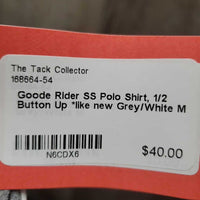 The Tack Collector
168664-54
Goode Rider SS Polo Shirt, 1/2
Button Up *like new Grey/White M
N6CDX6
$40.00